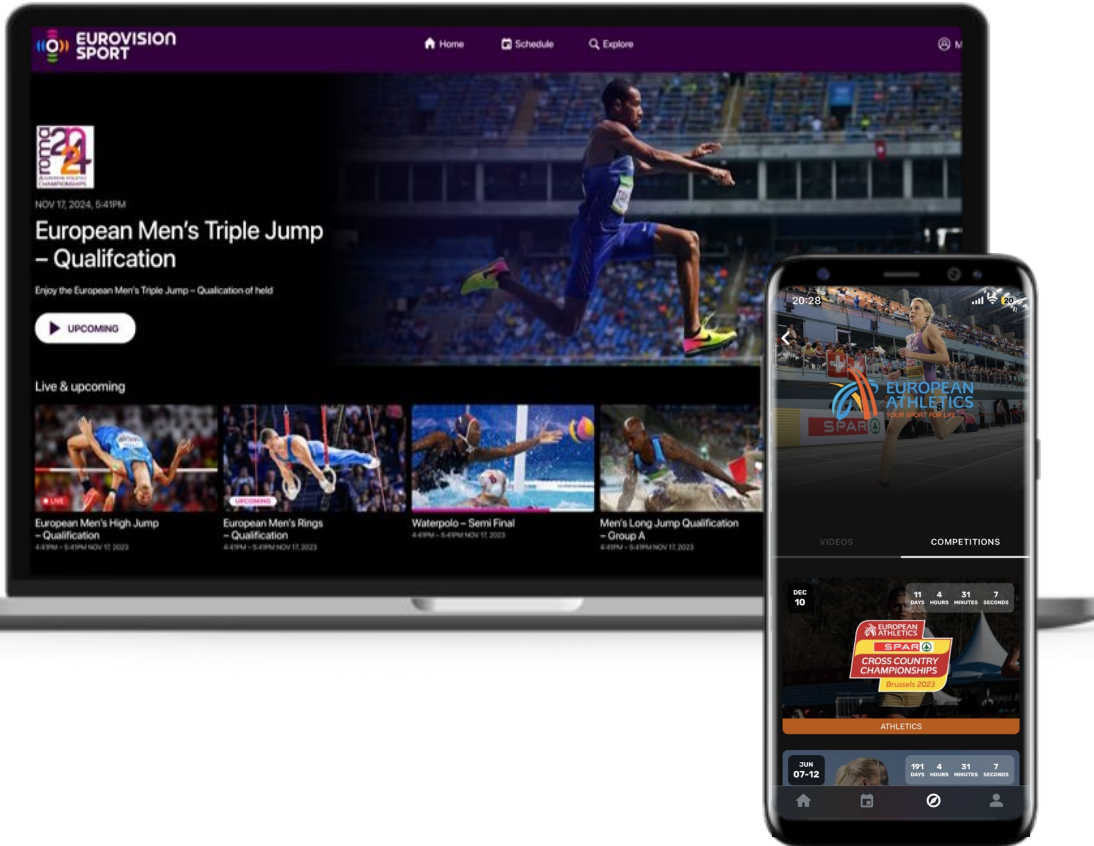 EUROVISION
SPORT
Home
Schedule
Explore
M
roma
2024
EUROPEAN ATHLETICS
CHAMPIONSHIPS
NOV 17, 2024, 5:41PM
European Men's Triple Jump
– Qualifcation
Enjoy the European Men's Triple Jump – Qualication of held
UPCOMING
Live & upcoming
LIVE
European Men's High Jump
– Qualification
4:41PM – 5:41PM NOV 17, 2023
UPCOMING
European Men's Rings
– Qualification
4:41PM – 5:41PM NOV 17, 2023
Waterpolo – Semi Final
4:41PM – 5:41PM NOV 17, 2023
Men's Long Jump Qualification
– Group A
4:41PM – 5:41PM NOV 17, 2023
20:28
20
EUROPEAN
ATHLETICS
YOUR SPORT FOR LIFE
SPAR
VIDEOS
COMPETITIONS
DEC
10
11 4 31 7
DAYS HOURS MINUTES SECONDS
EUROPEAN
ATHLETICS
SPAR
CROSS COUNTRY
CHAMPIONSHIPS
Brussels 2023
ATHLETICS
JUN
07-12
191 4 31 7
DAYS HOURS MINUTES SECONDS